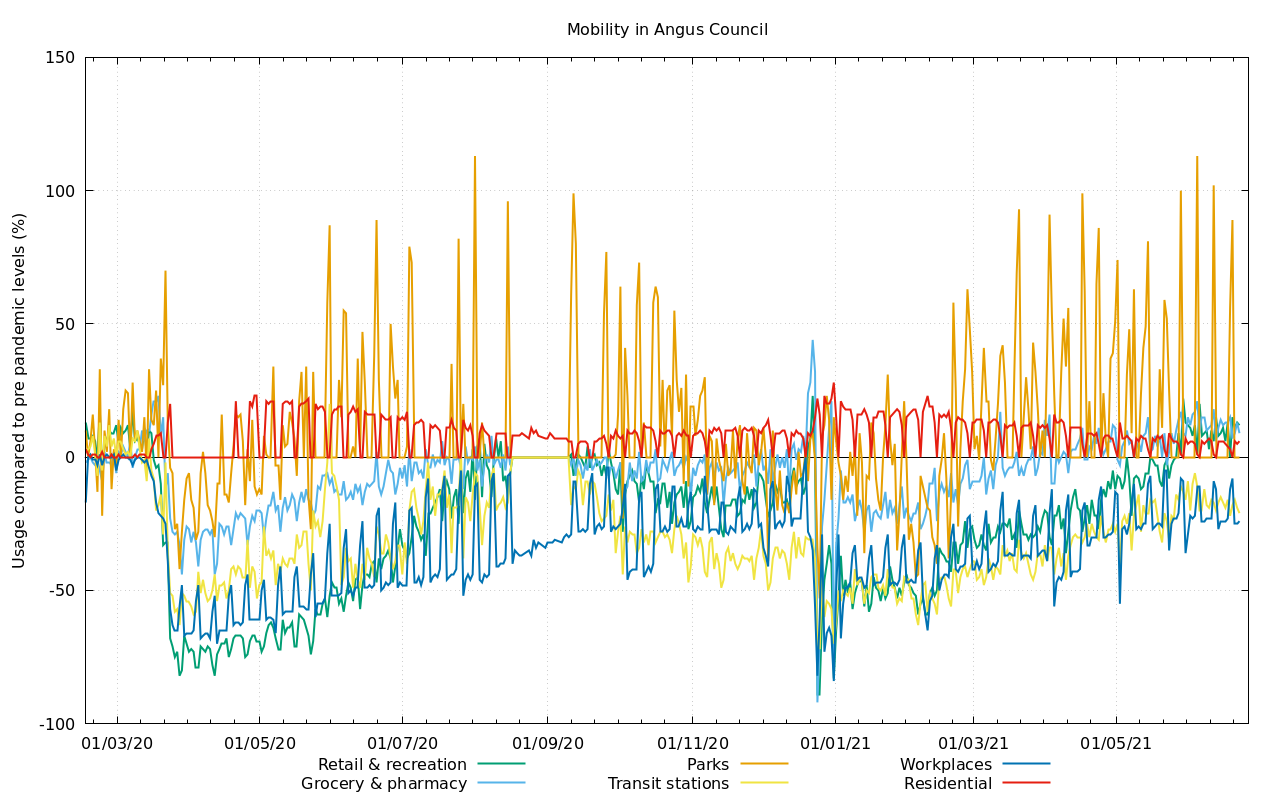 Mobility in Angus Council
Usage compared to pre pandemic levels (%)
150
100
50
0
-50
-100
01/03/20 01/05/20 01/07/20 01/09/20 01/11/20 01/01/21 01/03/21 01/05/21
Retail & recreation Parks Workplaces
Grocery & pharmacy Transit stations Residential